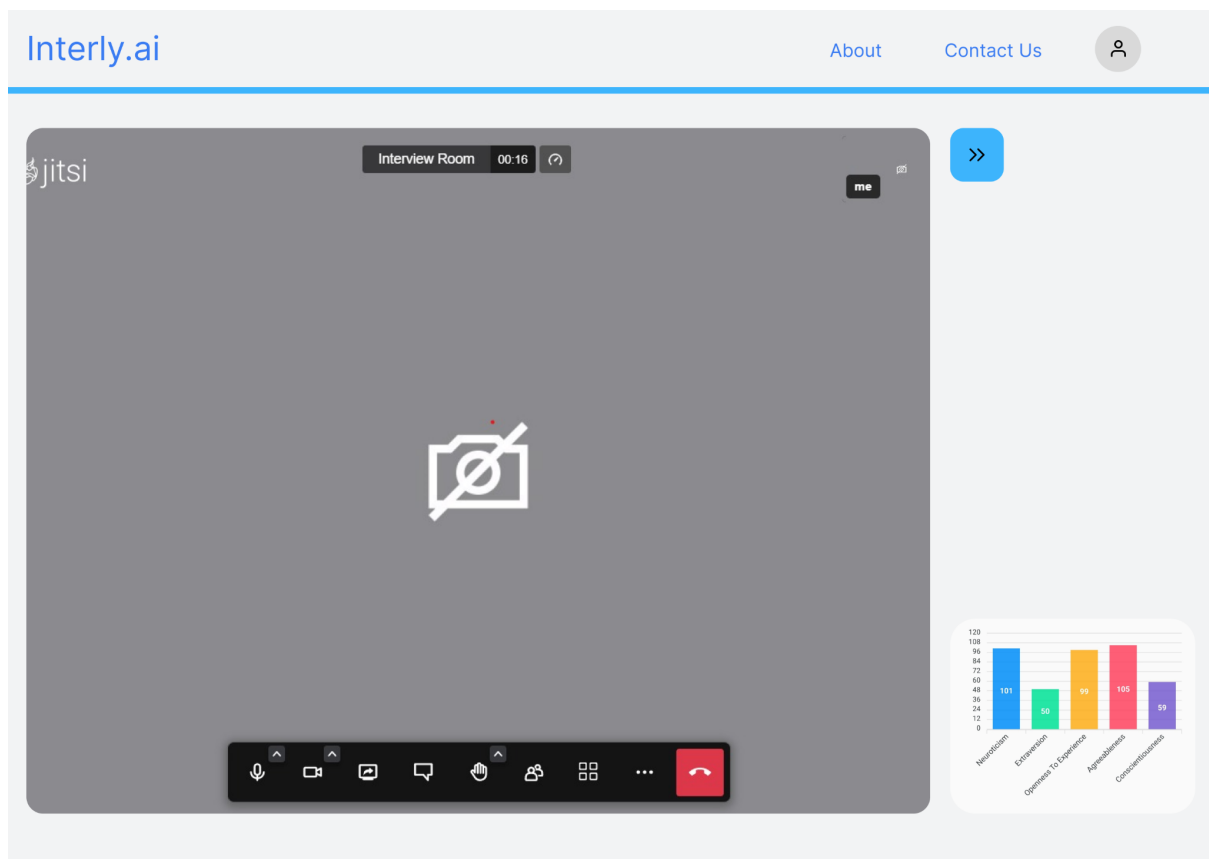 Interly.ai
About
Contact Us
jitsi
Interview Room 00:16
me
120
108
96
84
72
60
48
36
24
12
0
101
50
99
105
59
Neuroticism
Extraversion
Openness To Experience
Agreeableness
Conscientiousness